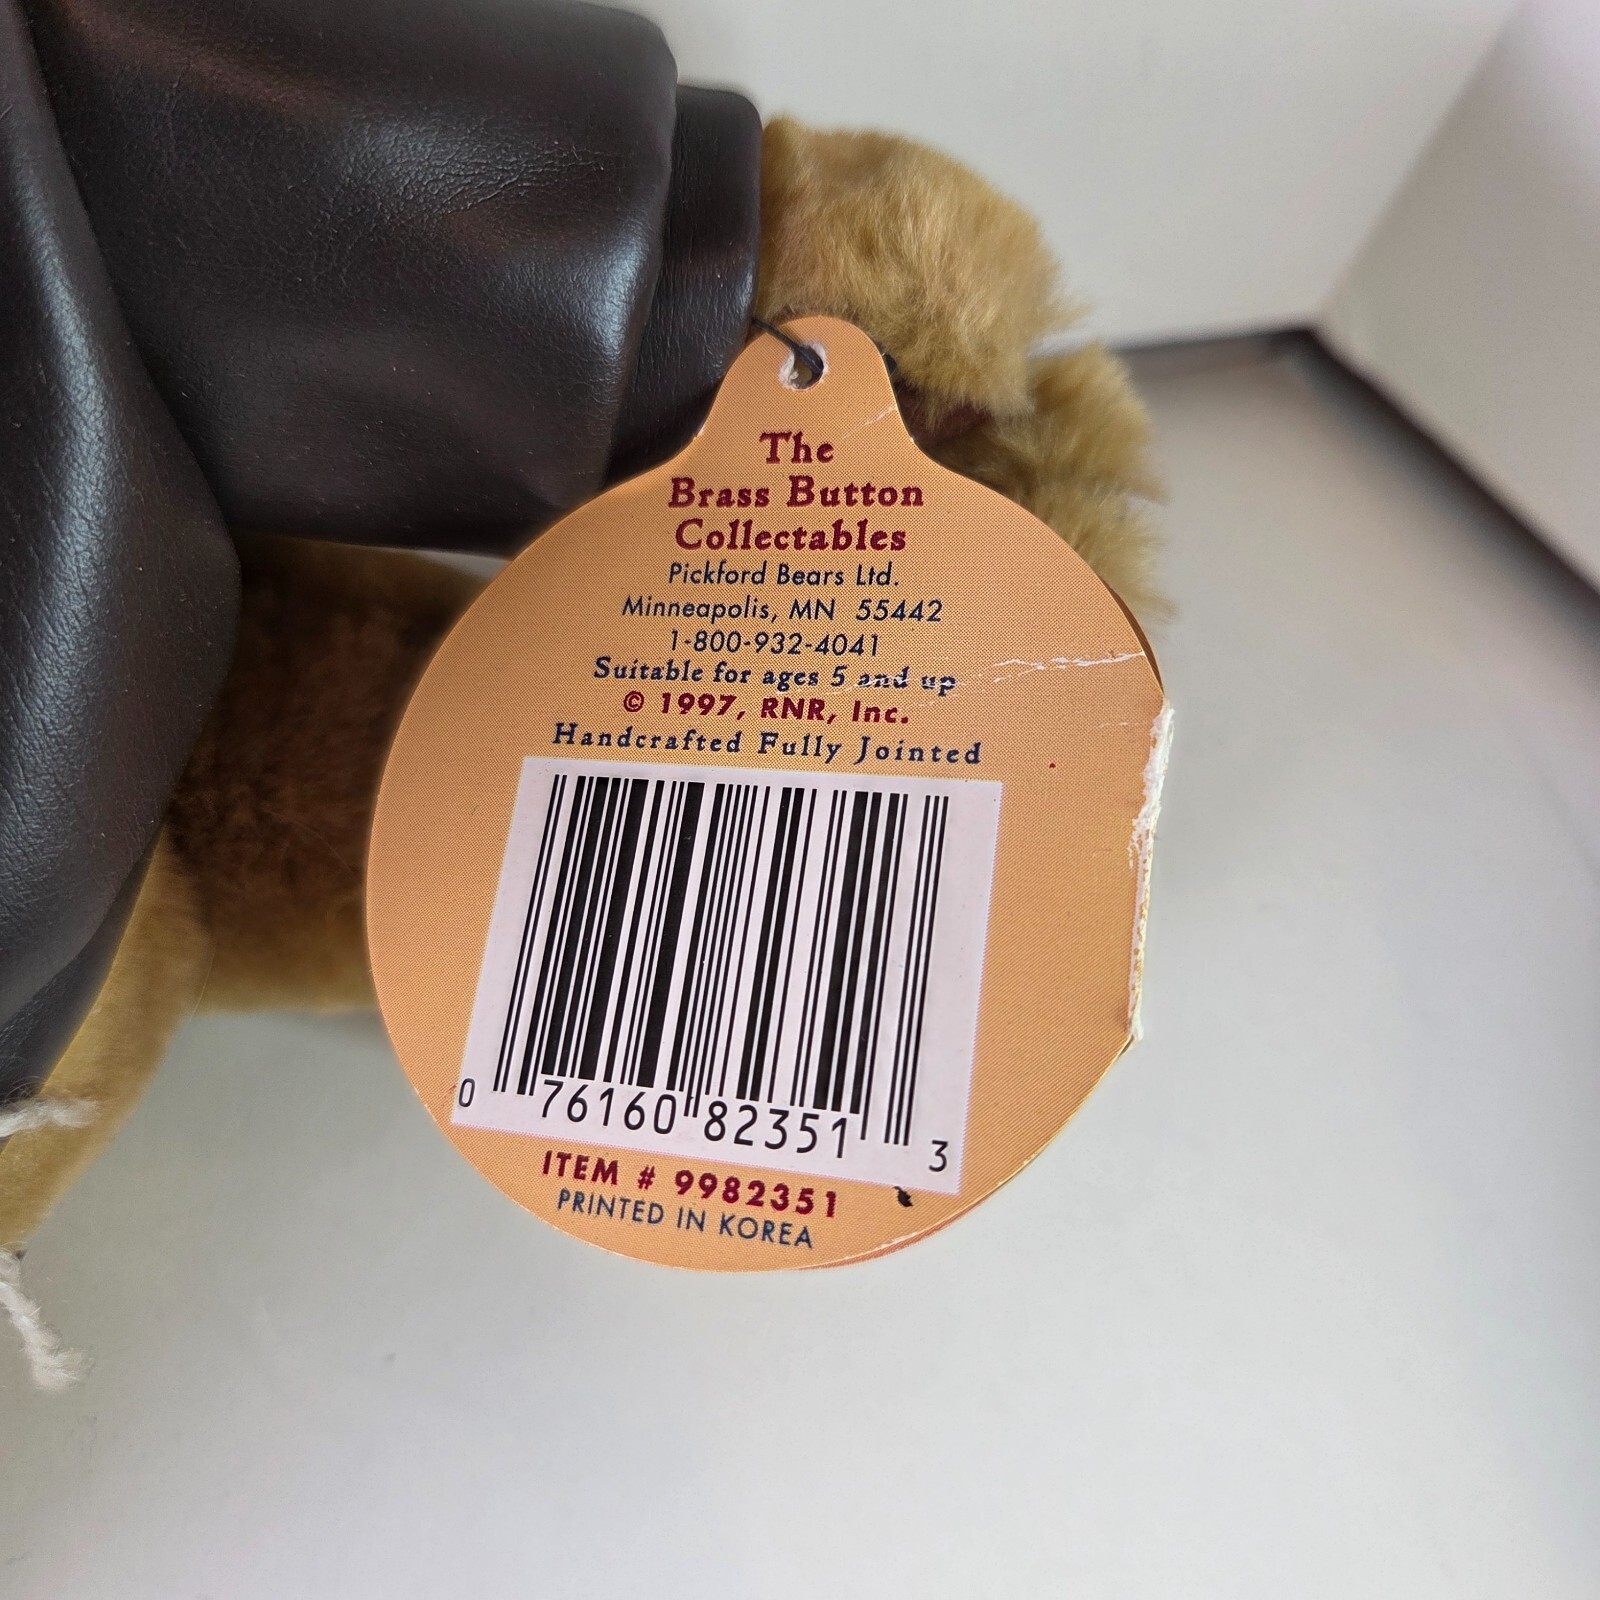 The
Brass Button
Collectables
Pickford Bears Ltd.
Minneapolis, MN 55442
1-800-932-4041
Suitable for ages 5 and up
© 1997, RNR, Inc.
Handcrafted Fully Jointed
0 76160 82351 3
ITEM # 9982351
PRINTED IN KOREA